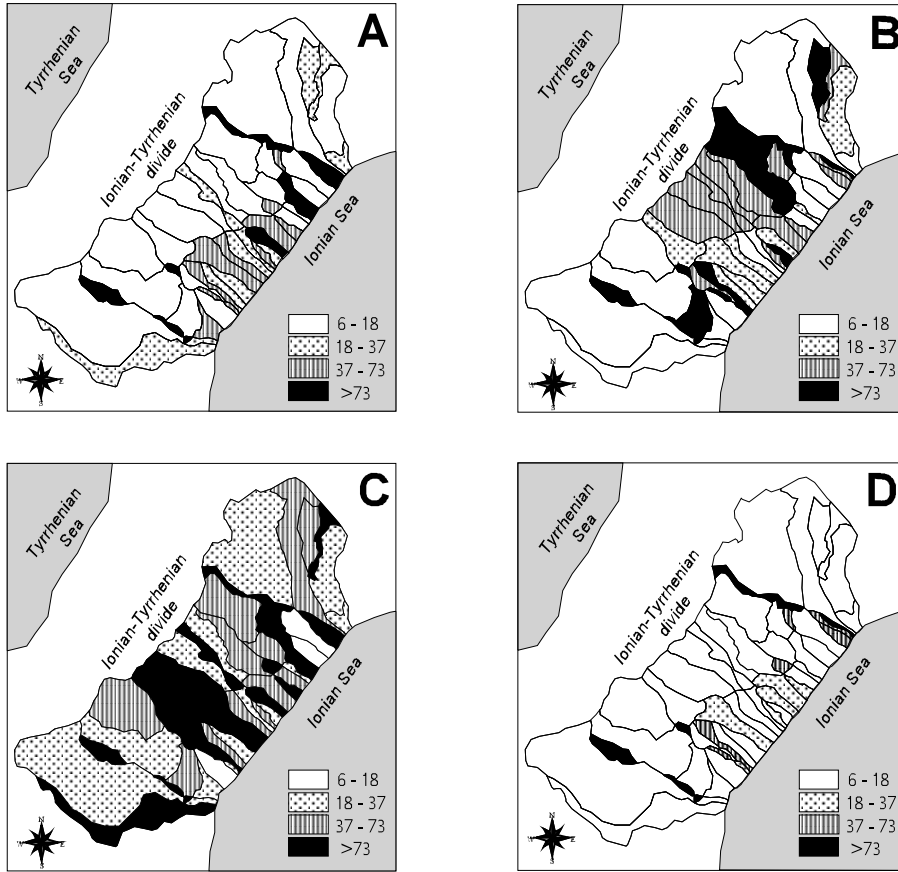 A
Tyrrhenian
Sea
Ionian-Tyrrhenian
divide
Ionian Sea
6 - 18
18 - 37
37 - 73
>73
N
W
E
S
B
Tyrrhenian
Sea
Ionian-Tyrrhenian
divide
Ionian Sea
6 - 18
18 - 37
37 - 73
>73
N
W
E
S
C
Tyrrhenian
Sea
Ionian-Tyrrhenian
divide
Ionian Sea
6 - 18
18 - 37
37 - 73
>73
N
W
E
S
D
Tyrrhenian
Sea
Ionian-Tyrrhenian
divide
Ionian Sea
6 - 18
18 - 37
37 - 73
>73
N
W
E
S